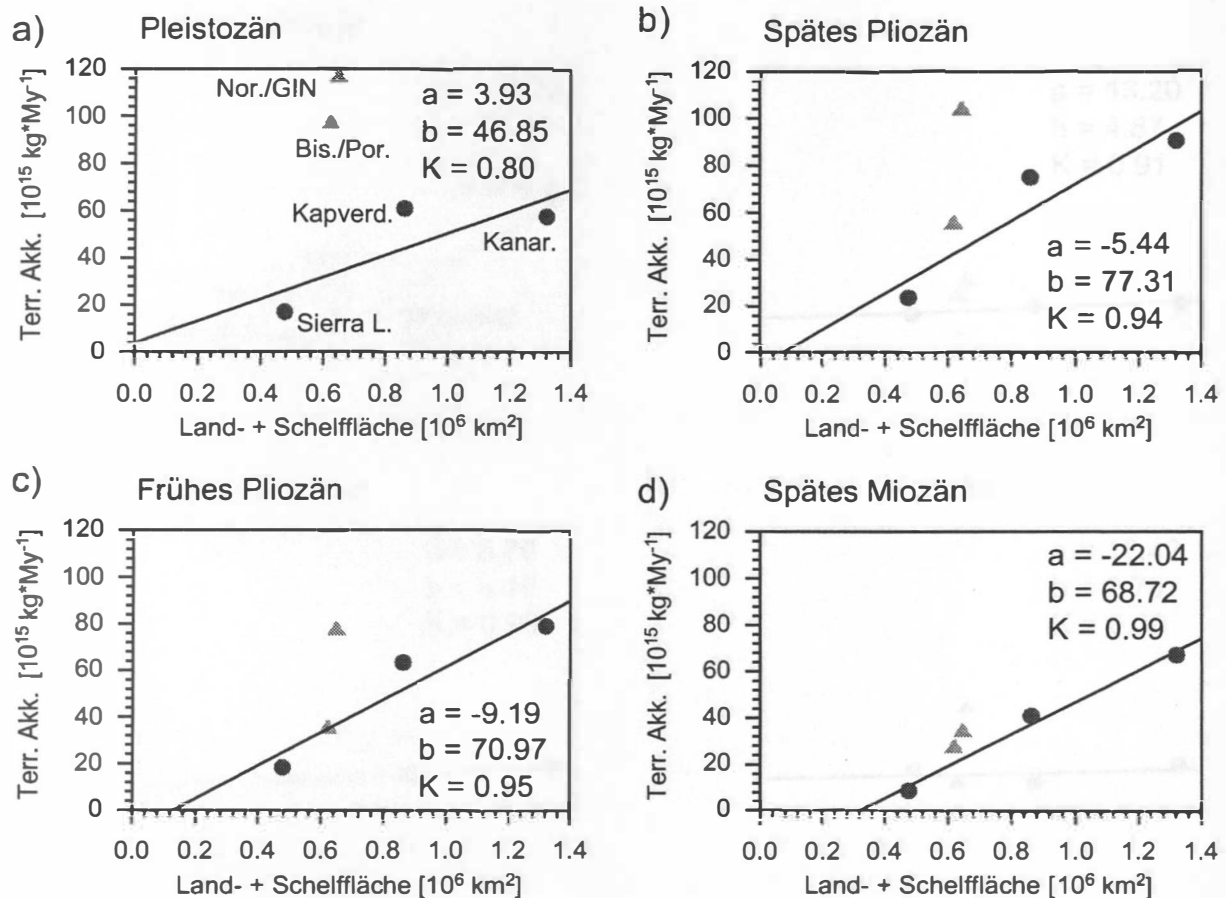 a) Pleistozän
120
100
80
60
40
20
0
Terr. Akk. [10¹⁵ kg*My⁻¹]
Nor./GIN
Bis./Por.
Kapverd.
Kanar.
Sierra L.
a = 3.93
b = 46.85
K = 0.80
0.0 0.2 0.4 0.6 0.8 1.0 1.2 1.4
Land- + Schelffläche [10⁶ km²]
b) Spätes Pliozän
120
100
80
60
40
20
0
Terr. Akk. [10¹⁵ kg*My⁻¹]
a = -5.44
b = 77.31
K = 0.94
0.0 0.2 0.4 0.6 0.8 1.0 1.2 1.4
Land- + Schelffläche [10⁶ km²]
c) Frühes Pliozän
120
100
80
60
40
20
0
Terr. Akk. [10¹⁵ kg*My⁻¹]
a = -9.19
b = 70.97
K = 0.95
0.0 0.2 0.4 0.6 0.8 1.0 1.2 1.4
Land- + Schelffläche [10⁶ km²]
d) Spätes Miozän
120
100
80
60
40
20
0
Terr. Akk. [10¹⁵ kg*My⁻¹]
a = -22.04
b = 68.72
K = 0.99
0.0 0.2 0.4 0.6 0.8 1.0 1.2 1.4
Land- + Schelffläche [10⁶ km²]